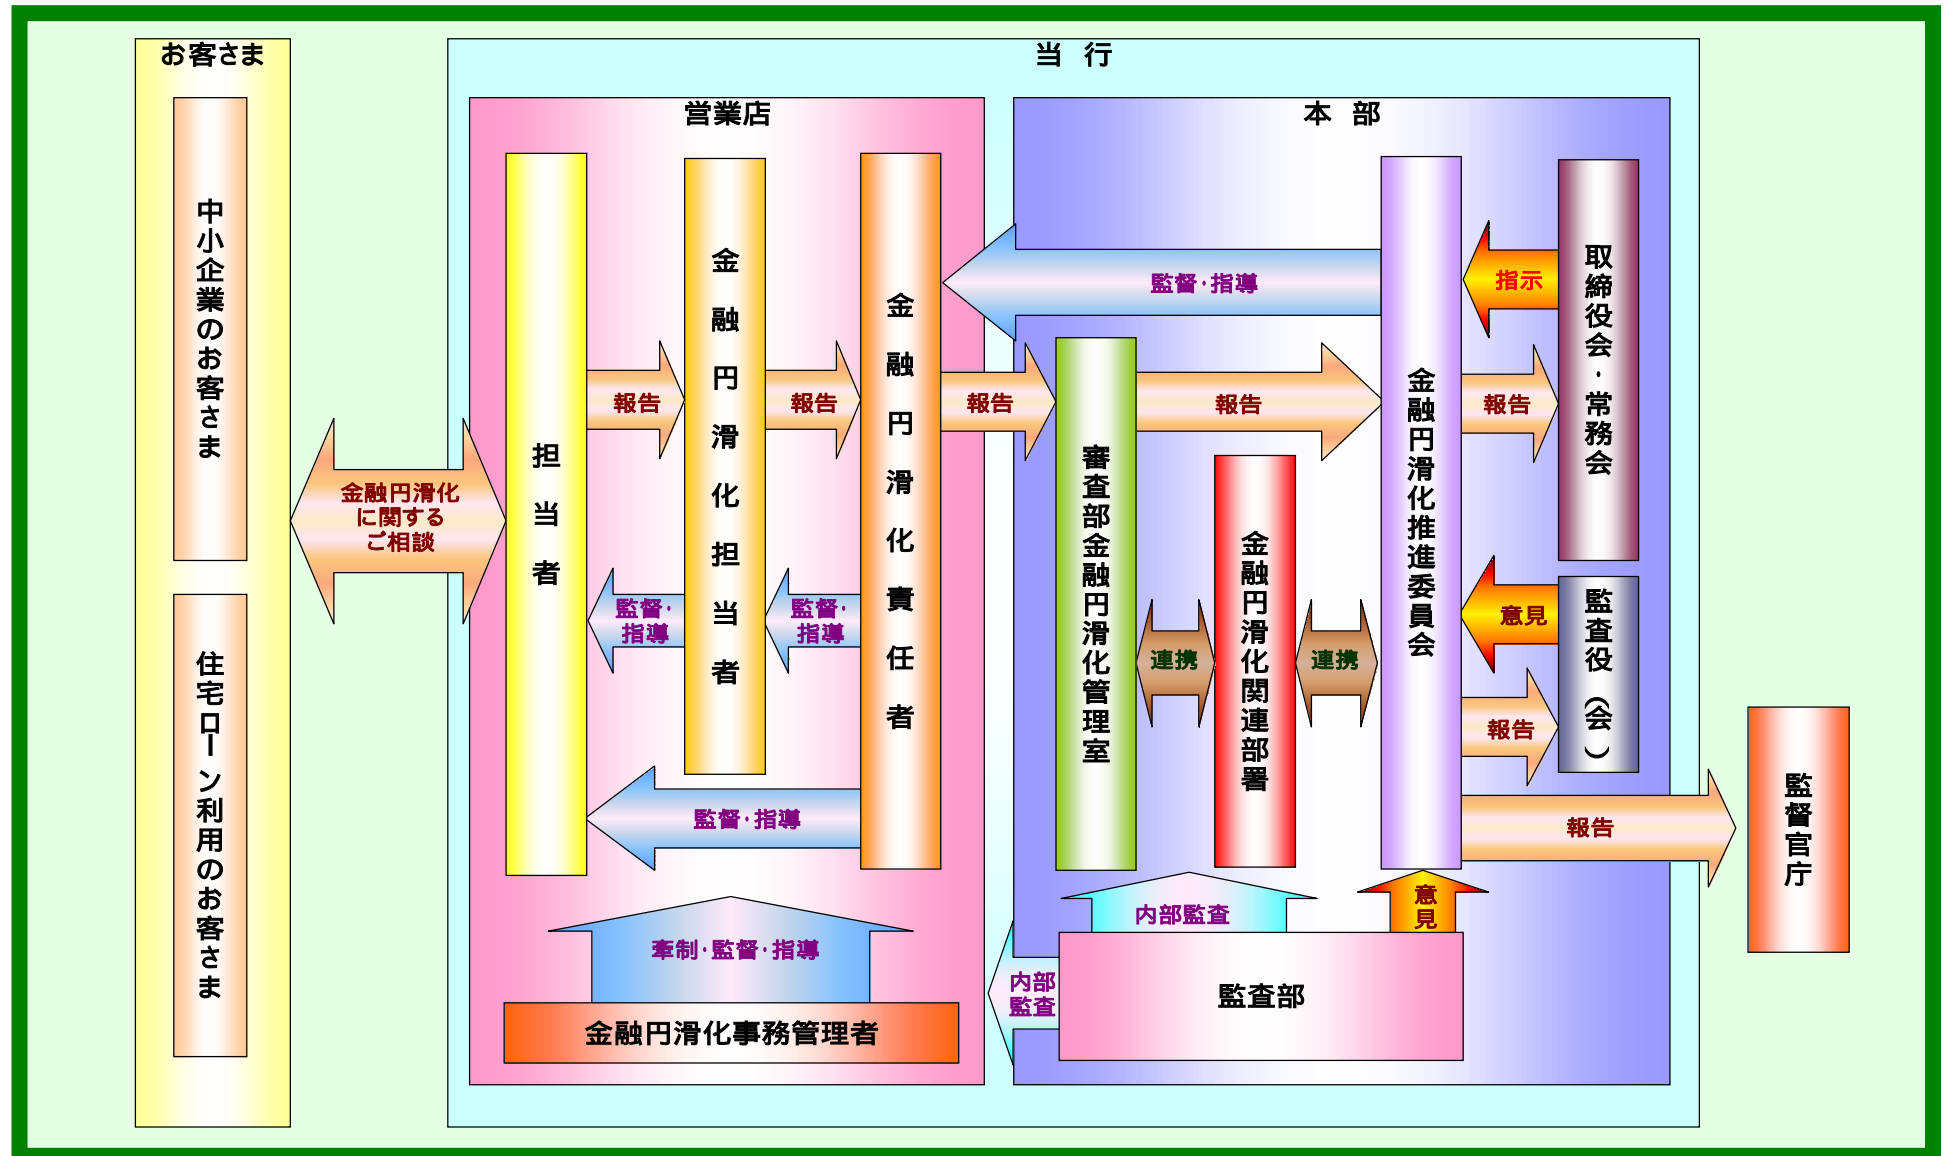 お客さま
中小企業のお客さま
住宅ローン利用のお客さま
金融円滑化
に関する
ご相談
当 行
営業店
担当者
金融円滑化担当者
金融円滑化責任者
報告
報告
報告
監督・
指導
監督・
指導
監督・指導
牽制・監督・指導
金融円滑化事務管理者
本 部
監督・指導
審査部金融円滑化管理室
報告
金融円滑化関連部署
連携
連携
金融円滑化推進委員会
指示
報告
取締役会・常務会
意見
報告
監査役（会）
報告
内部監査
意
見
内部
監査
監査部
監督官庁